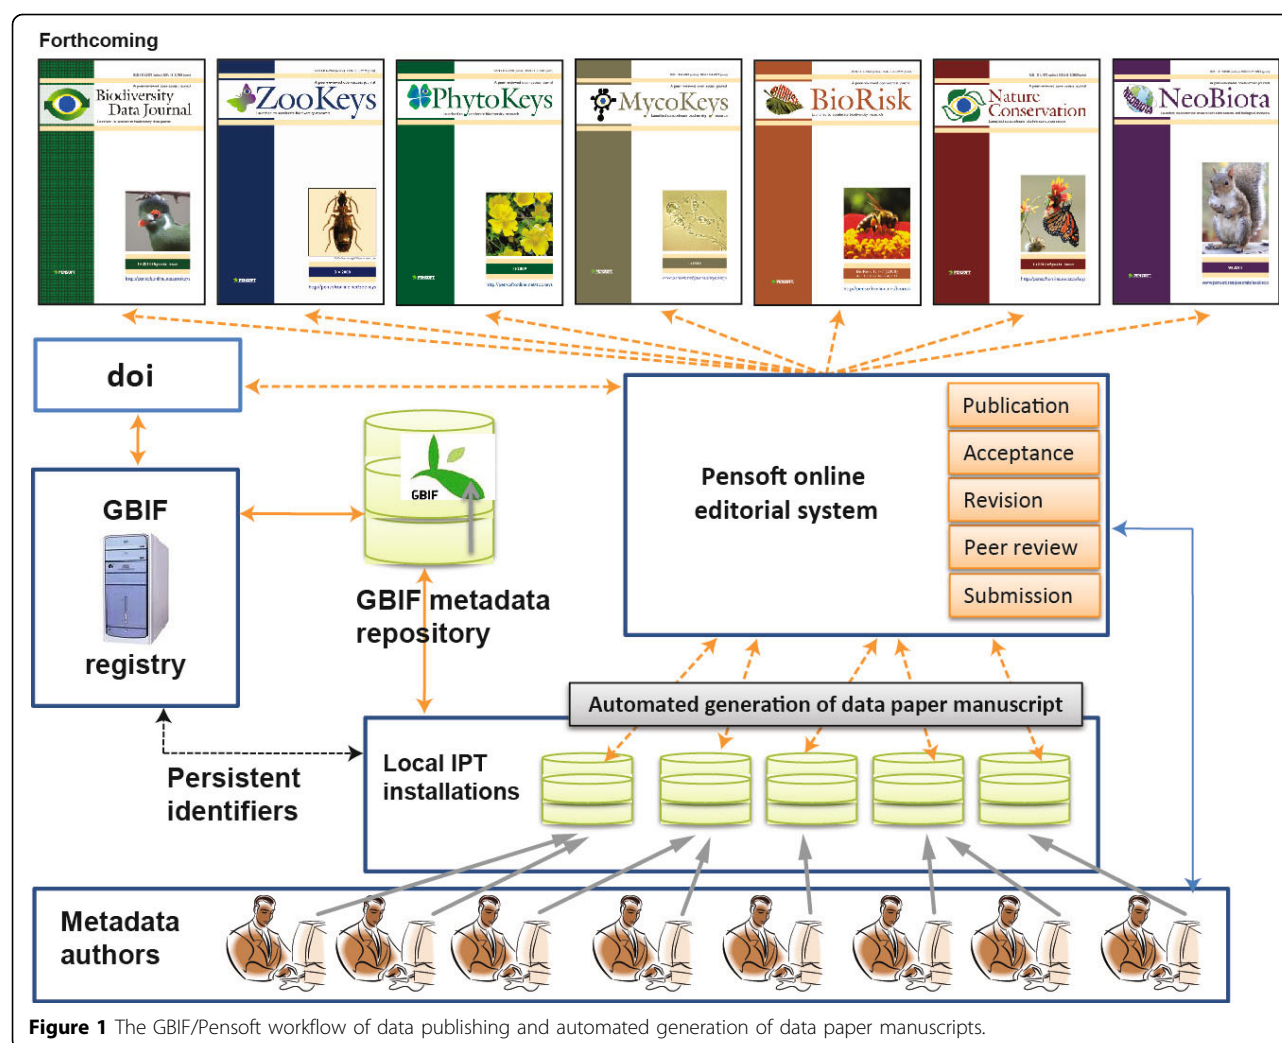 Forthcoming
Biodiversity
Data Journal
ZooKeys
PhytoKeys
MycoKeys
BioRisk
Nature
Conservation
NeoBiota
PENSOFT
doi
GBIF
registry
GBIF
GBIF metadata
repository
Pensoft online
editorial system
Publication
Acceptance
Revision
Peer review
Submission
Automated generation of data paper manuscript
Persistent
identifiers
Local IPT
installations
Metadata
authors
Figure 1 The GBIF/Pensoft workflow of data publishing and automated generation of data paper manuscripts.